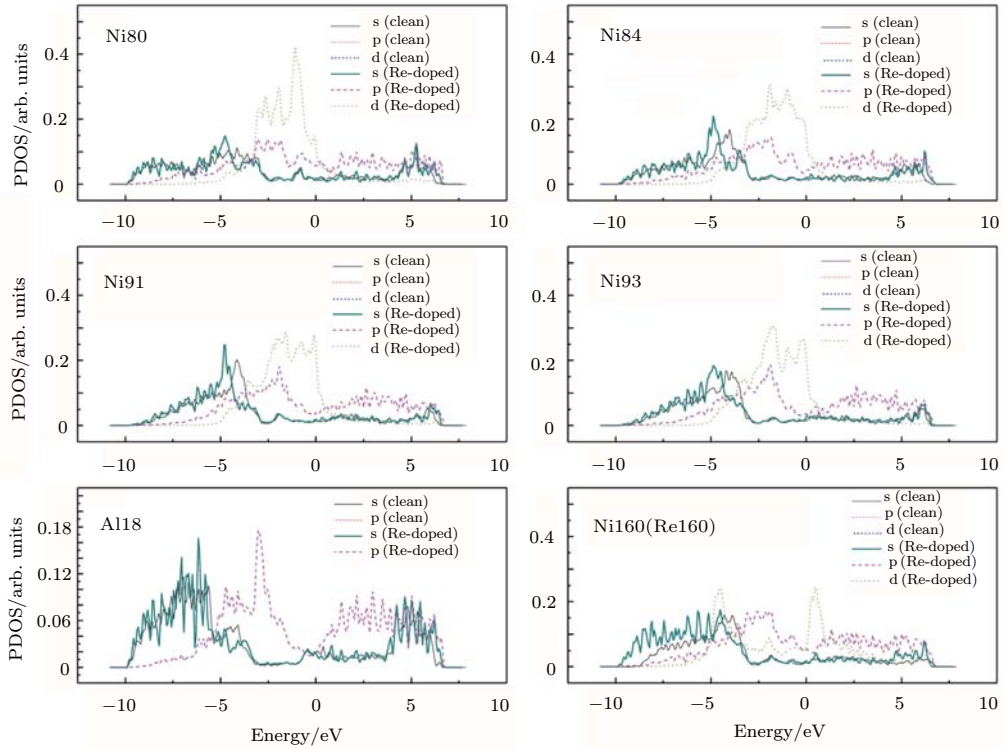 PDOS/arb. units
0.4
0.2
0
Ni80
s (clean)
p (clean)
d (clean)
s (Re-doped)
p (Re-doped)
d (Re-doped)
−10
−5
0
5
10
0.4
0.2
0
Ni84
s (clean)
p (clean)
d (clean)
s (Re-doped)
p (Re-doped)
d (Re-doped)
−10
−5
0
5
10
PDOS/arb. units
0.4
0.2
0
Ni91
s (clean)
p (clean)
d (clean)
s (Re-doped)
p (Re-doped)
d (Re-doped)
−10
−5
0
5
10
0.4
0.2
0
Ni93
s (clean)
p (clean)
d (clean)
s (Re-doped)
p (Re-doped)
d (Re-doped)
−10
−5
0
5
10
PDOS/arb. units
0.18
0.12
0.06
0
Al18
s (clean)
p (clean)
s (Re-doped)
p (Re-doped)
−10
−5
0
5
10
Energy/eV
0.4
0.2
0
Ni160(Re160)
s (clean)
p (clean)
d (clean)
s (Re-doped)
p (Re-doped)
d (Re-doped)
−10
−5
0
5
10
Energy/eV